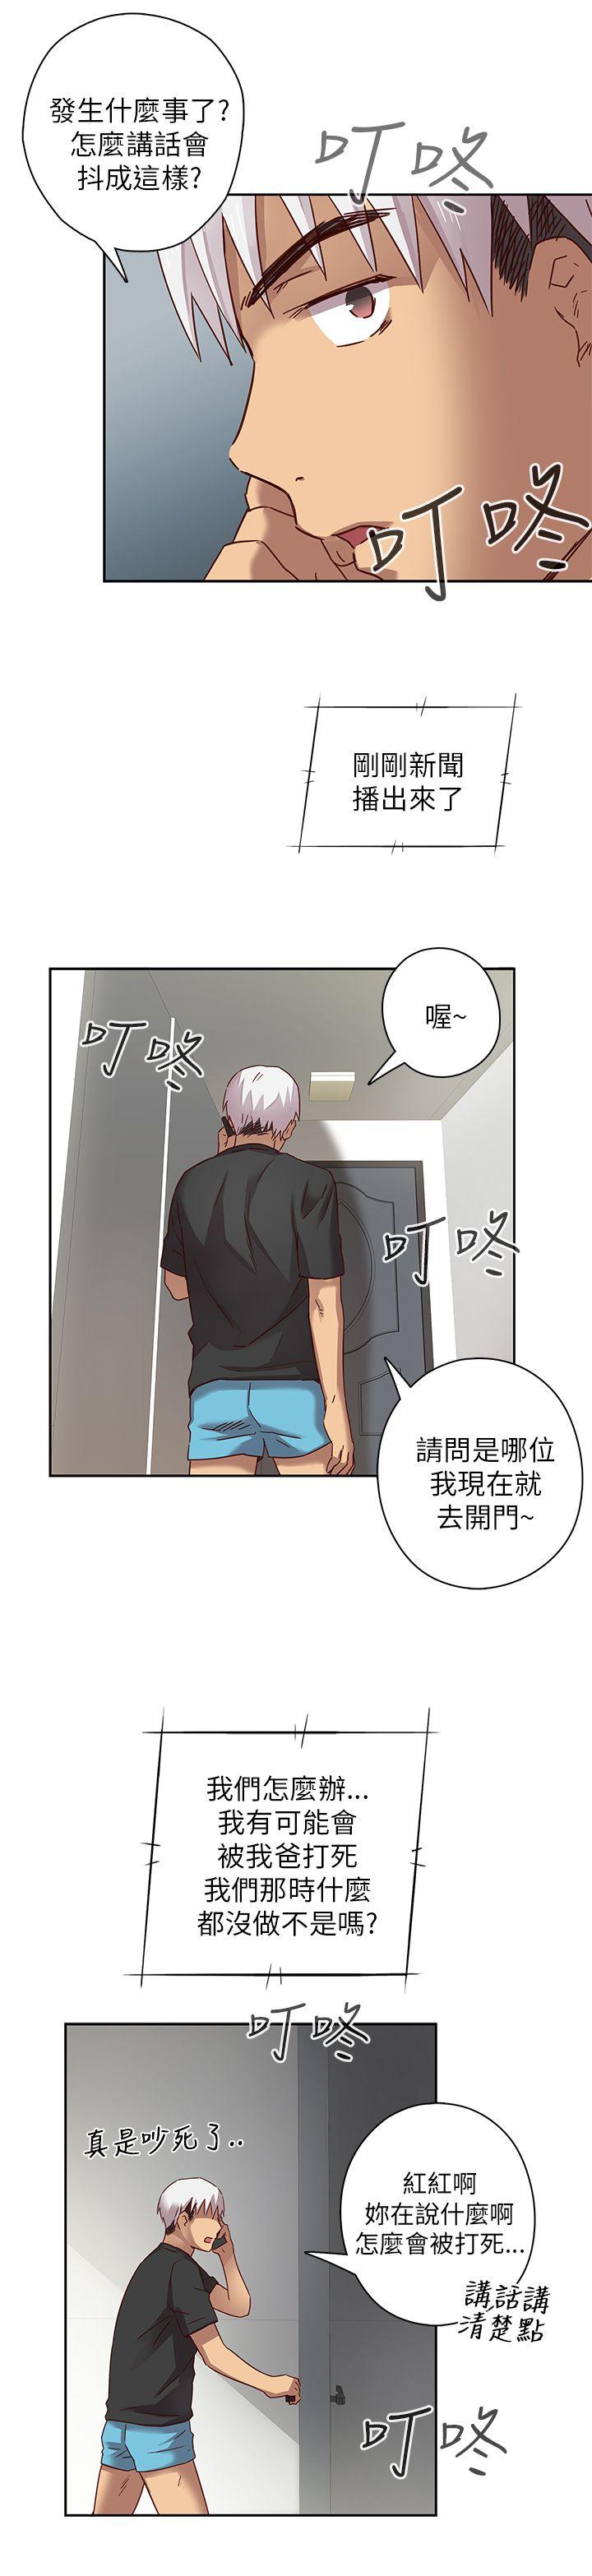 發生什麼事了?
怎麼講話會
抖成這樣?
叮咚
叮咚
剛剛新聞
播出來了
喔~
叮咚
叮咚
請問是哪位
我現在就
去開門~
我們怎麼辦...
我有可能會
被我爸打死
我們那時什麼
都沒做不是嗎?
叮咚
真是吵死了..
紅紅啊
妳在說什麼啊
怎麼會被打死...
講話講
清楚點
叮咚